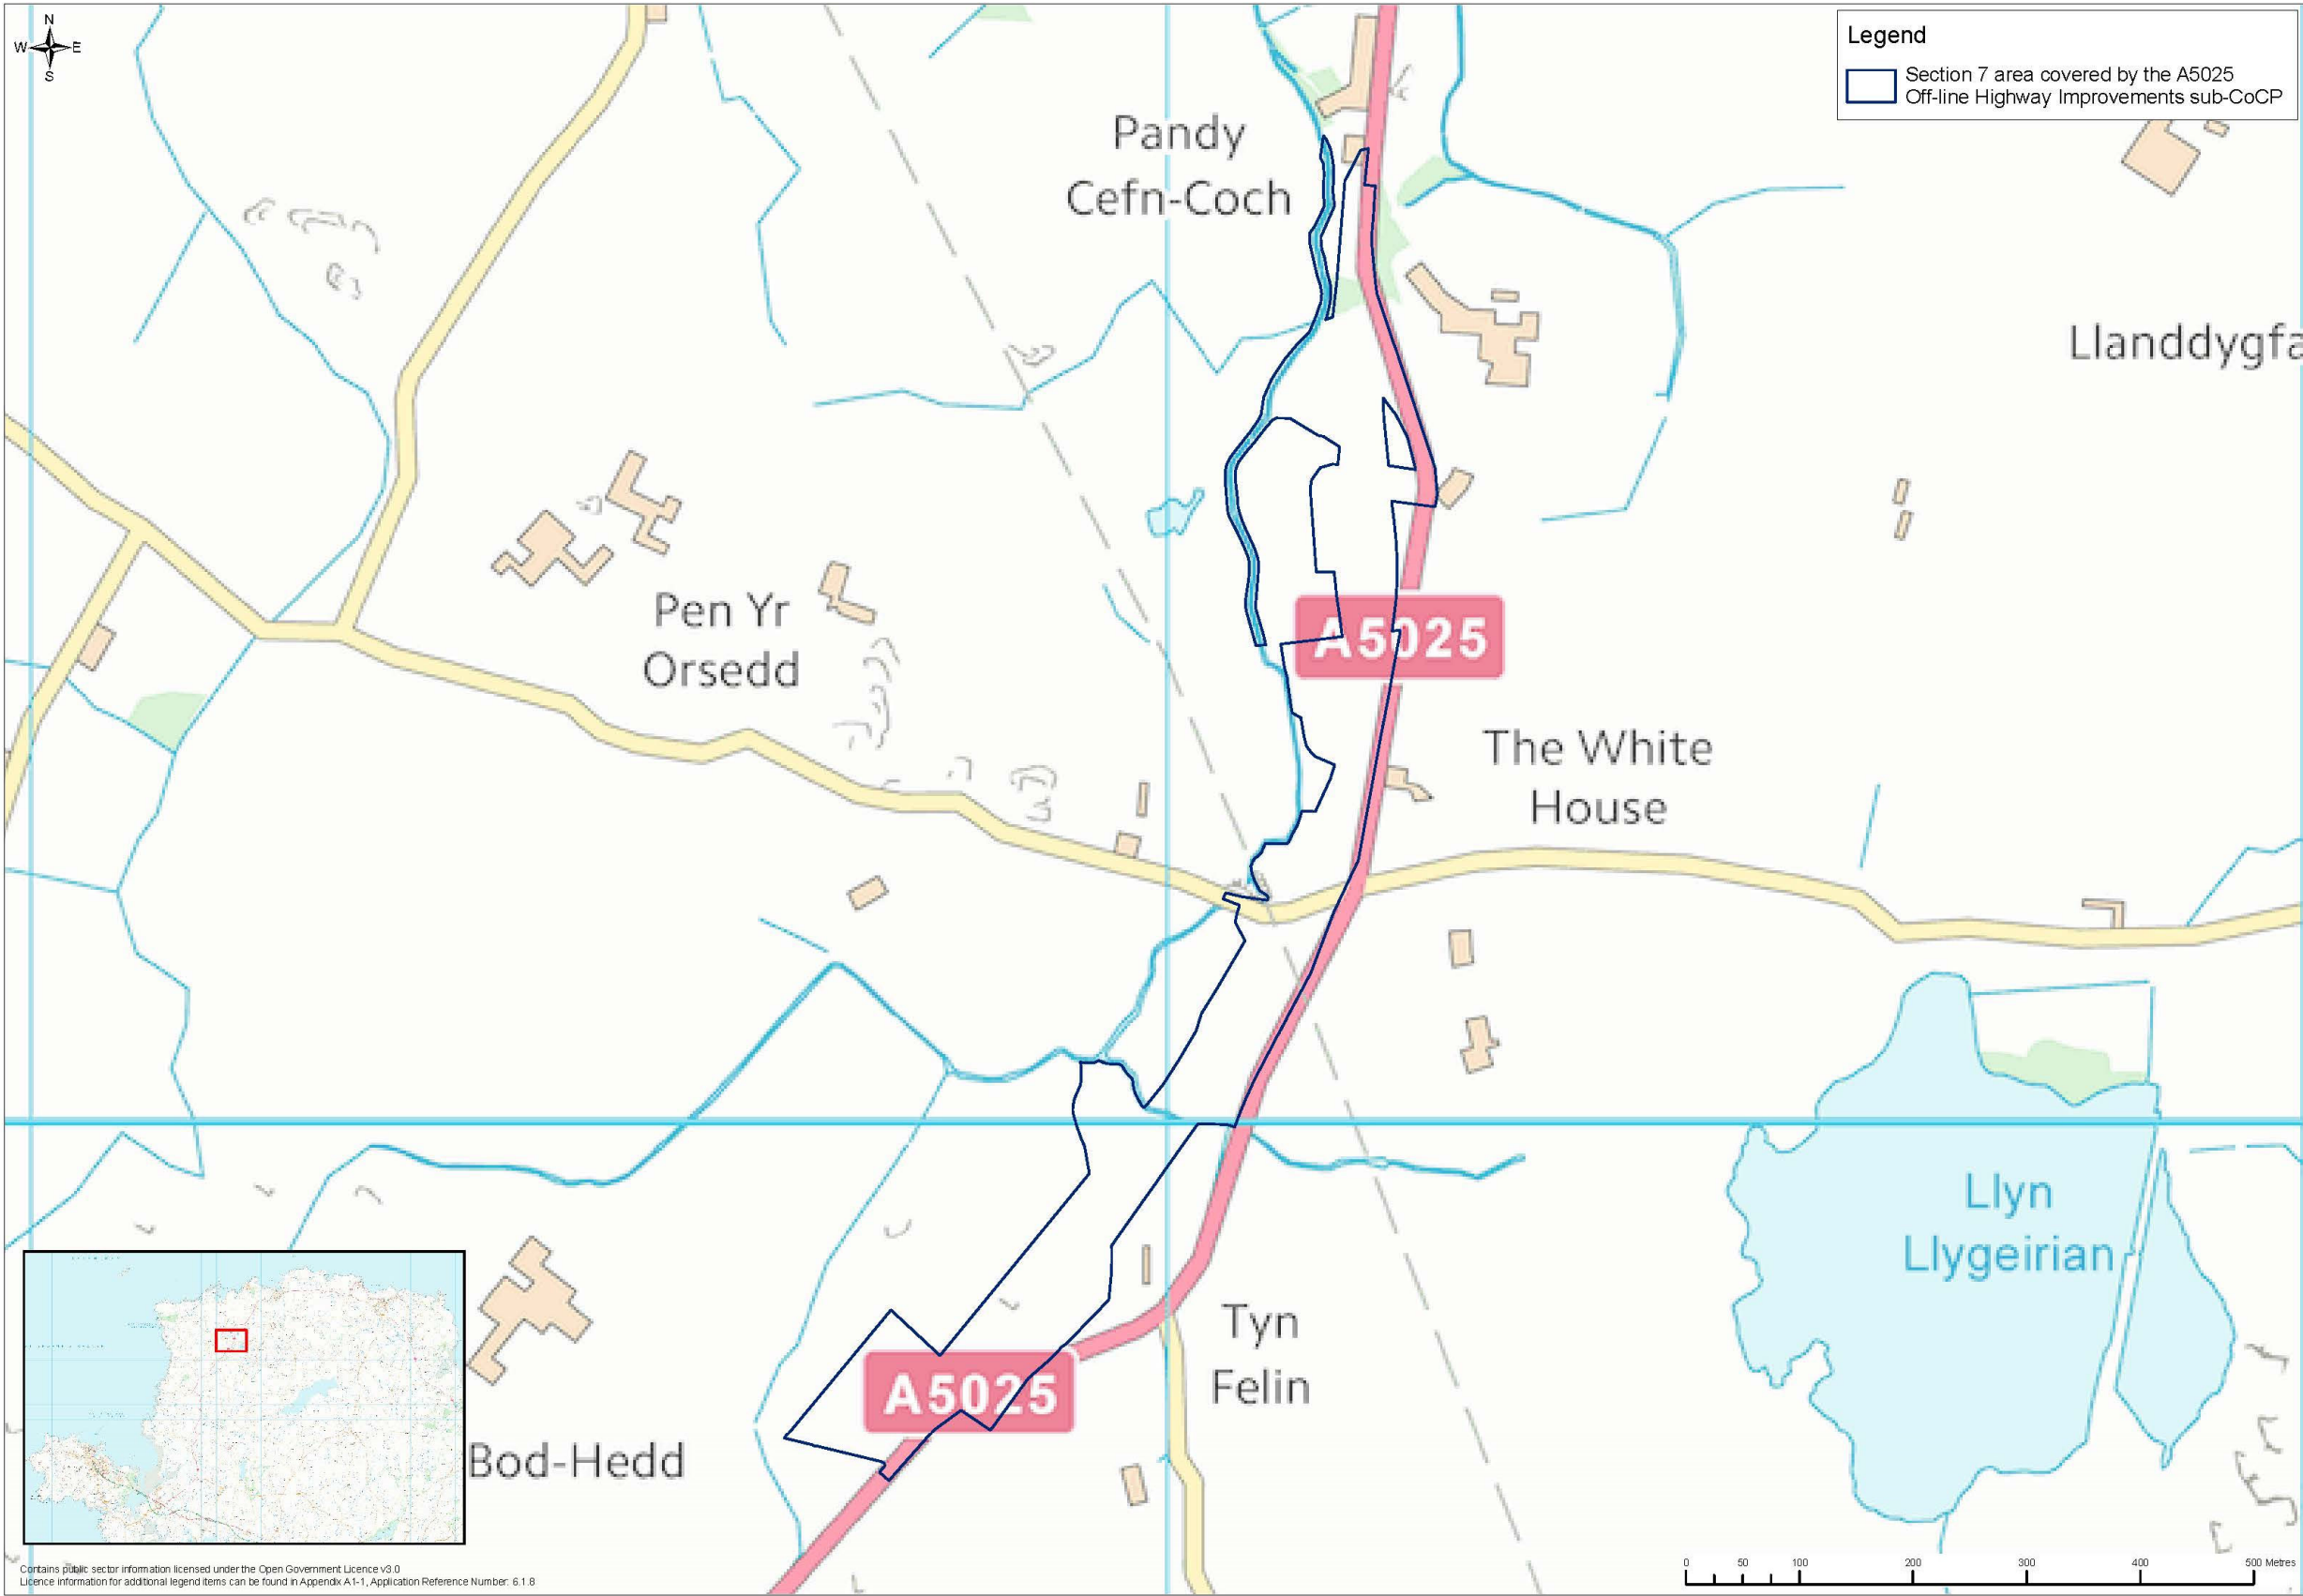 N
W E
S
Legend
Section 7 area covered by the A5025
Off-line Highway Improvements sub-CoCP
Pandy
Cefn-Coch
Llanddygfa
Pen Yr
Orsedd
A5025
The White
House
Llyn
Llygeirian
Tyn
Felin
A5025
Bod-Hedd
Contains public sector information licensed under the Open Government Licence v3.0
Licence information for additional legend items can be found in Appendix A1-1, Application Reference Number: 6.1.8
0 50 100 200 300 400 500 Metres